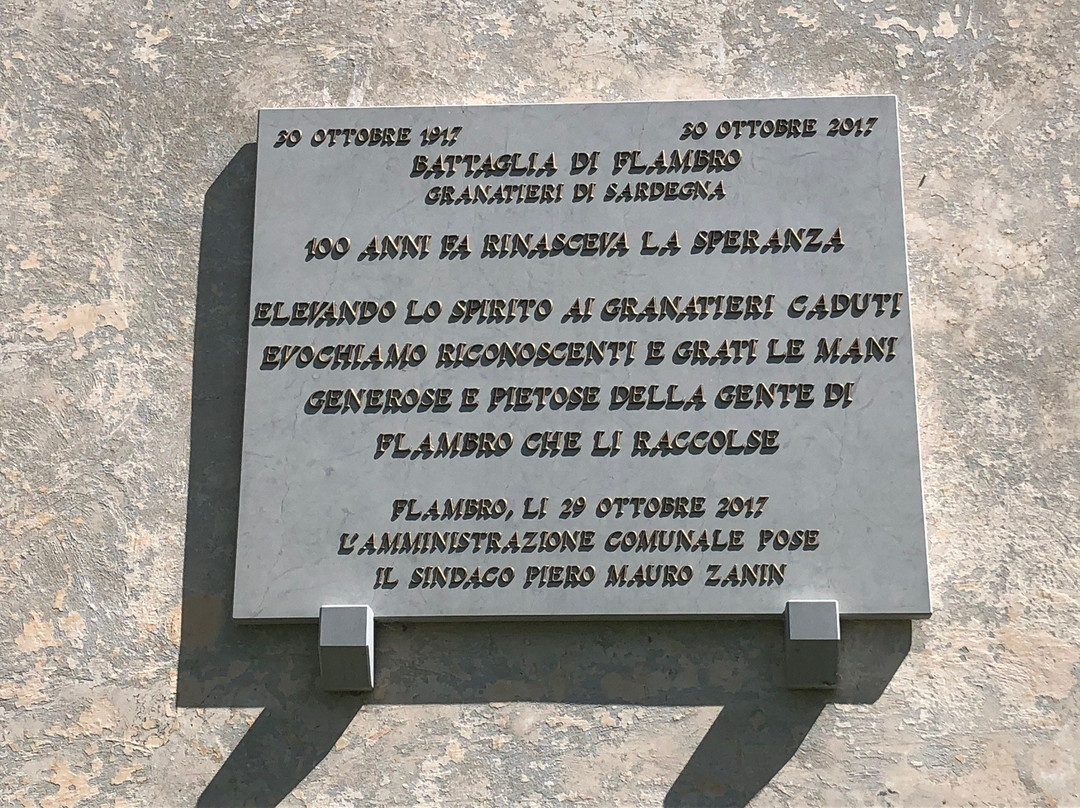 30 OTTOBRE 1917 30 OTTOBRE 2017
BATTAGLIA DI FLAMBRO
GRANATIERI DI SARDEGNA
100 ANNI FA RINASCEVA LA SPERANZA
ELEVANDO LO SPIRITO AI GRANATIERI CADUTI
EVOCHIAMO RICONOSCENTI E GRATI LE MANI
GENEROSE E PIETOSE DELLA GENTE DI
FLAMBRO CHE LI RACCOLSE
FLAMBRO, LI 29 OTTOBRE 2017
L'AMMINISTRAZIONE COMUNALE POSE
IL SINDACO PIERO MAURO ZANIN